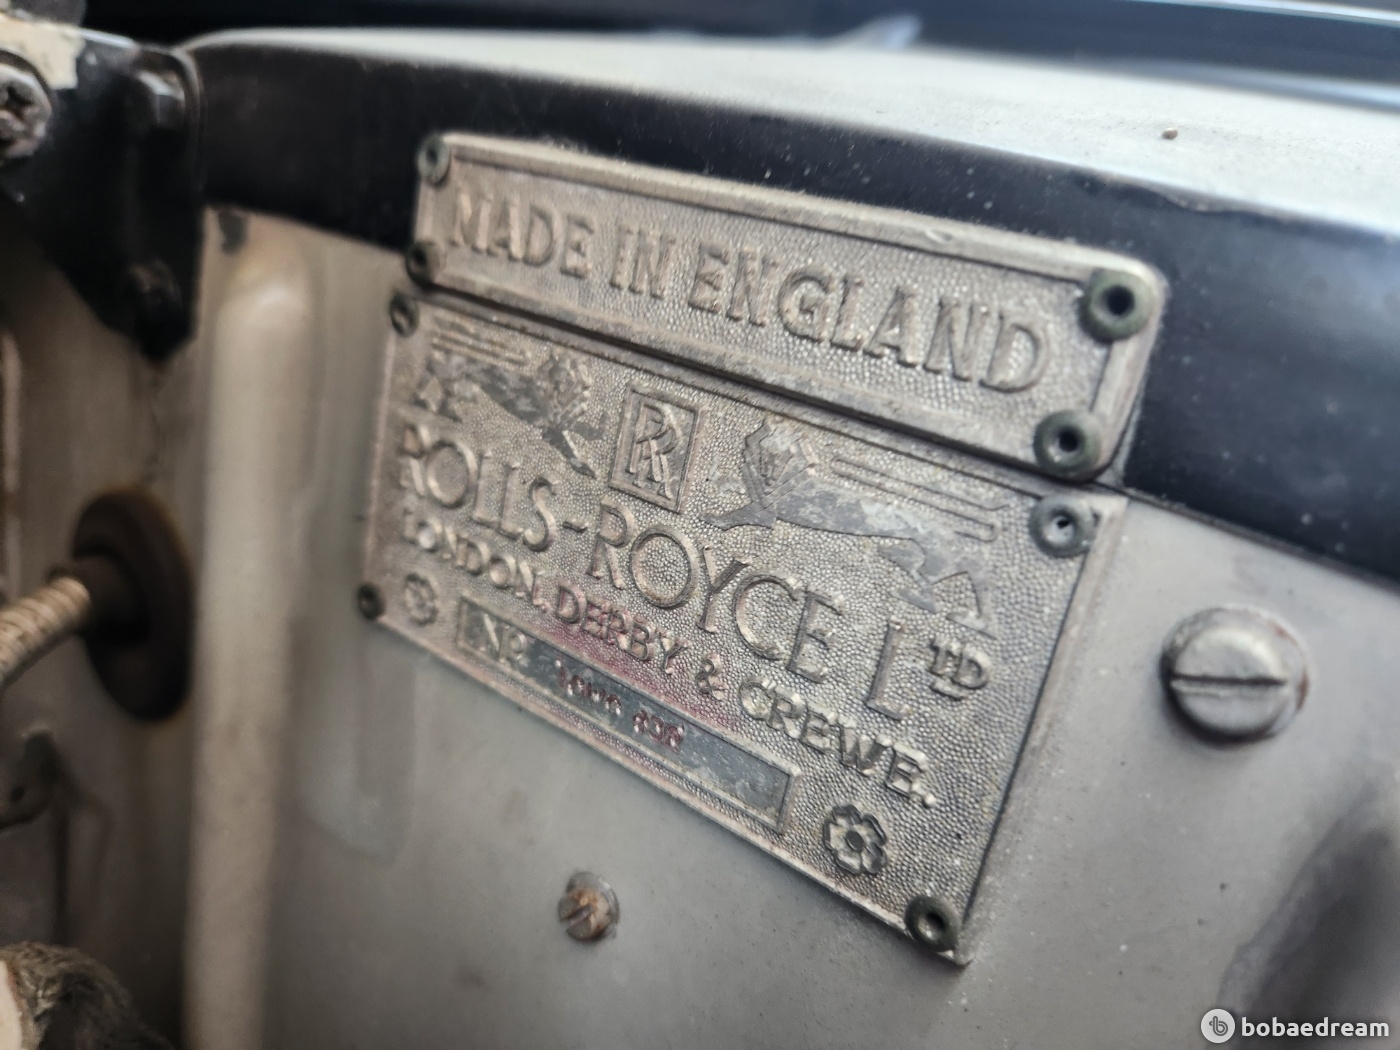 MADE IN ENGLAND
RR
ROLLS-ROYCE LTD
LONDON, DERBY & CREWE.
No
bobaedream